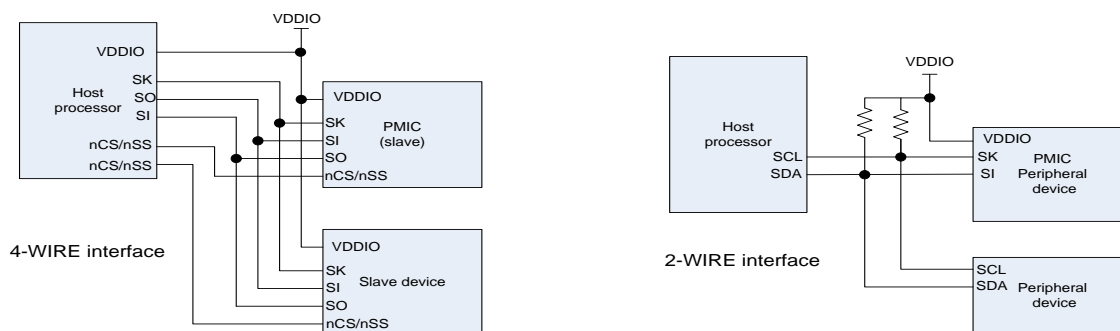 VDDIO
Host
processor
VDDIO
SK
SO
SI
nCS/nSS
nCS/nSS
VDDIO
SK
SI
SO
nCS/nSS
PMIC
(slave)
4-WIRE interface
VDDIO
SK
SI
SO
nCS/nSS
Slave device
VDDIO
Host
processor
SCL
SDA
VDDIO
SK
SI
PMIC
Peripheral
device
2-WIRE interface
SCL
SDA
Peripheral
device